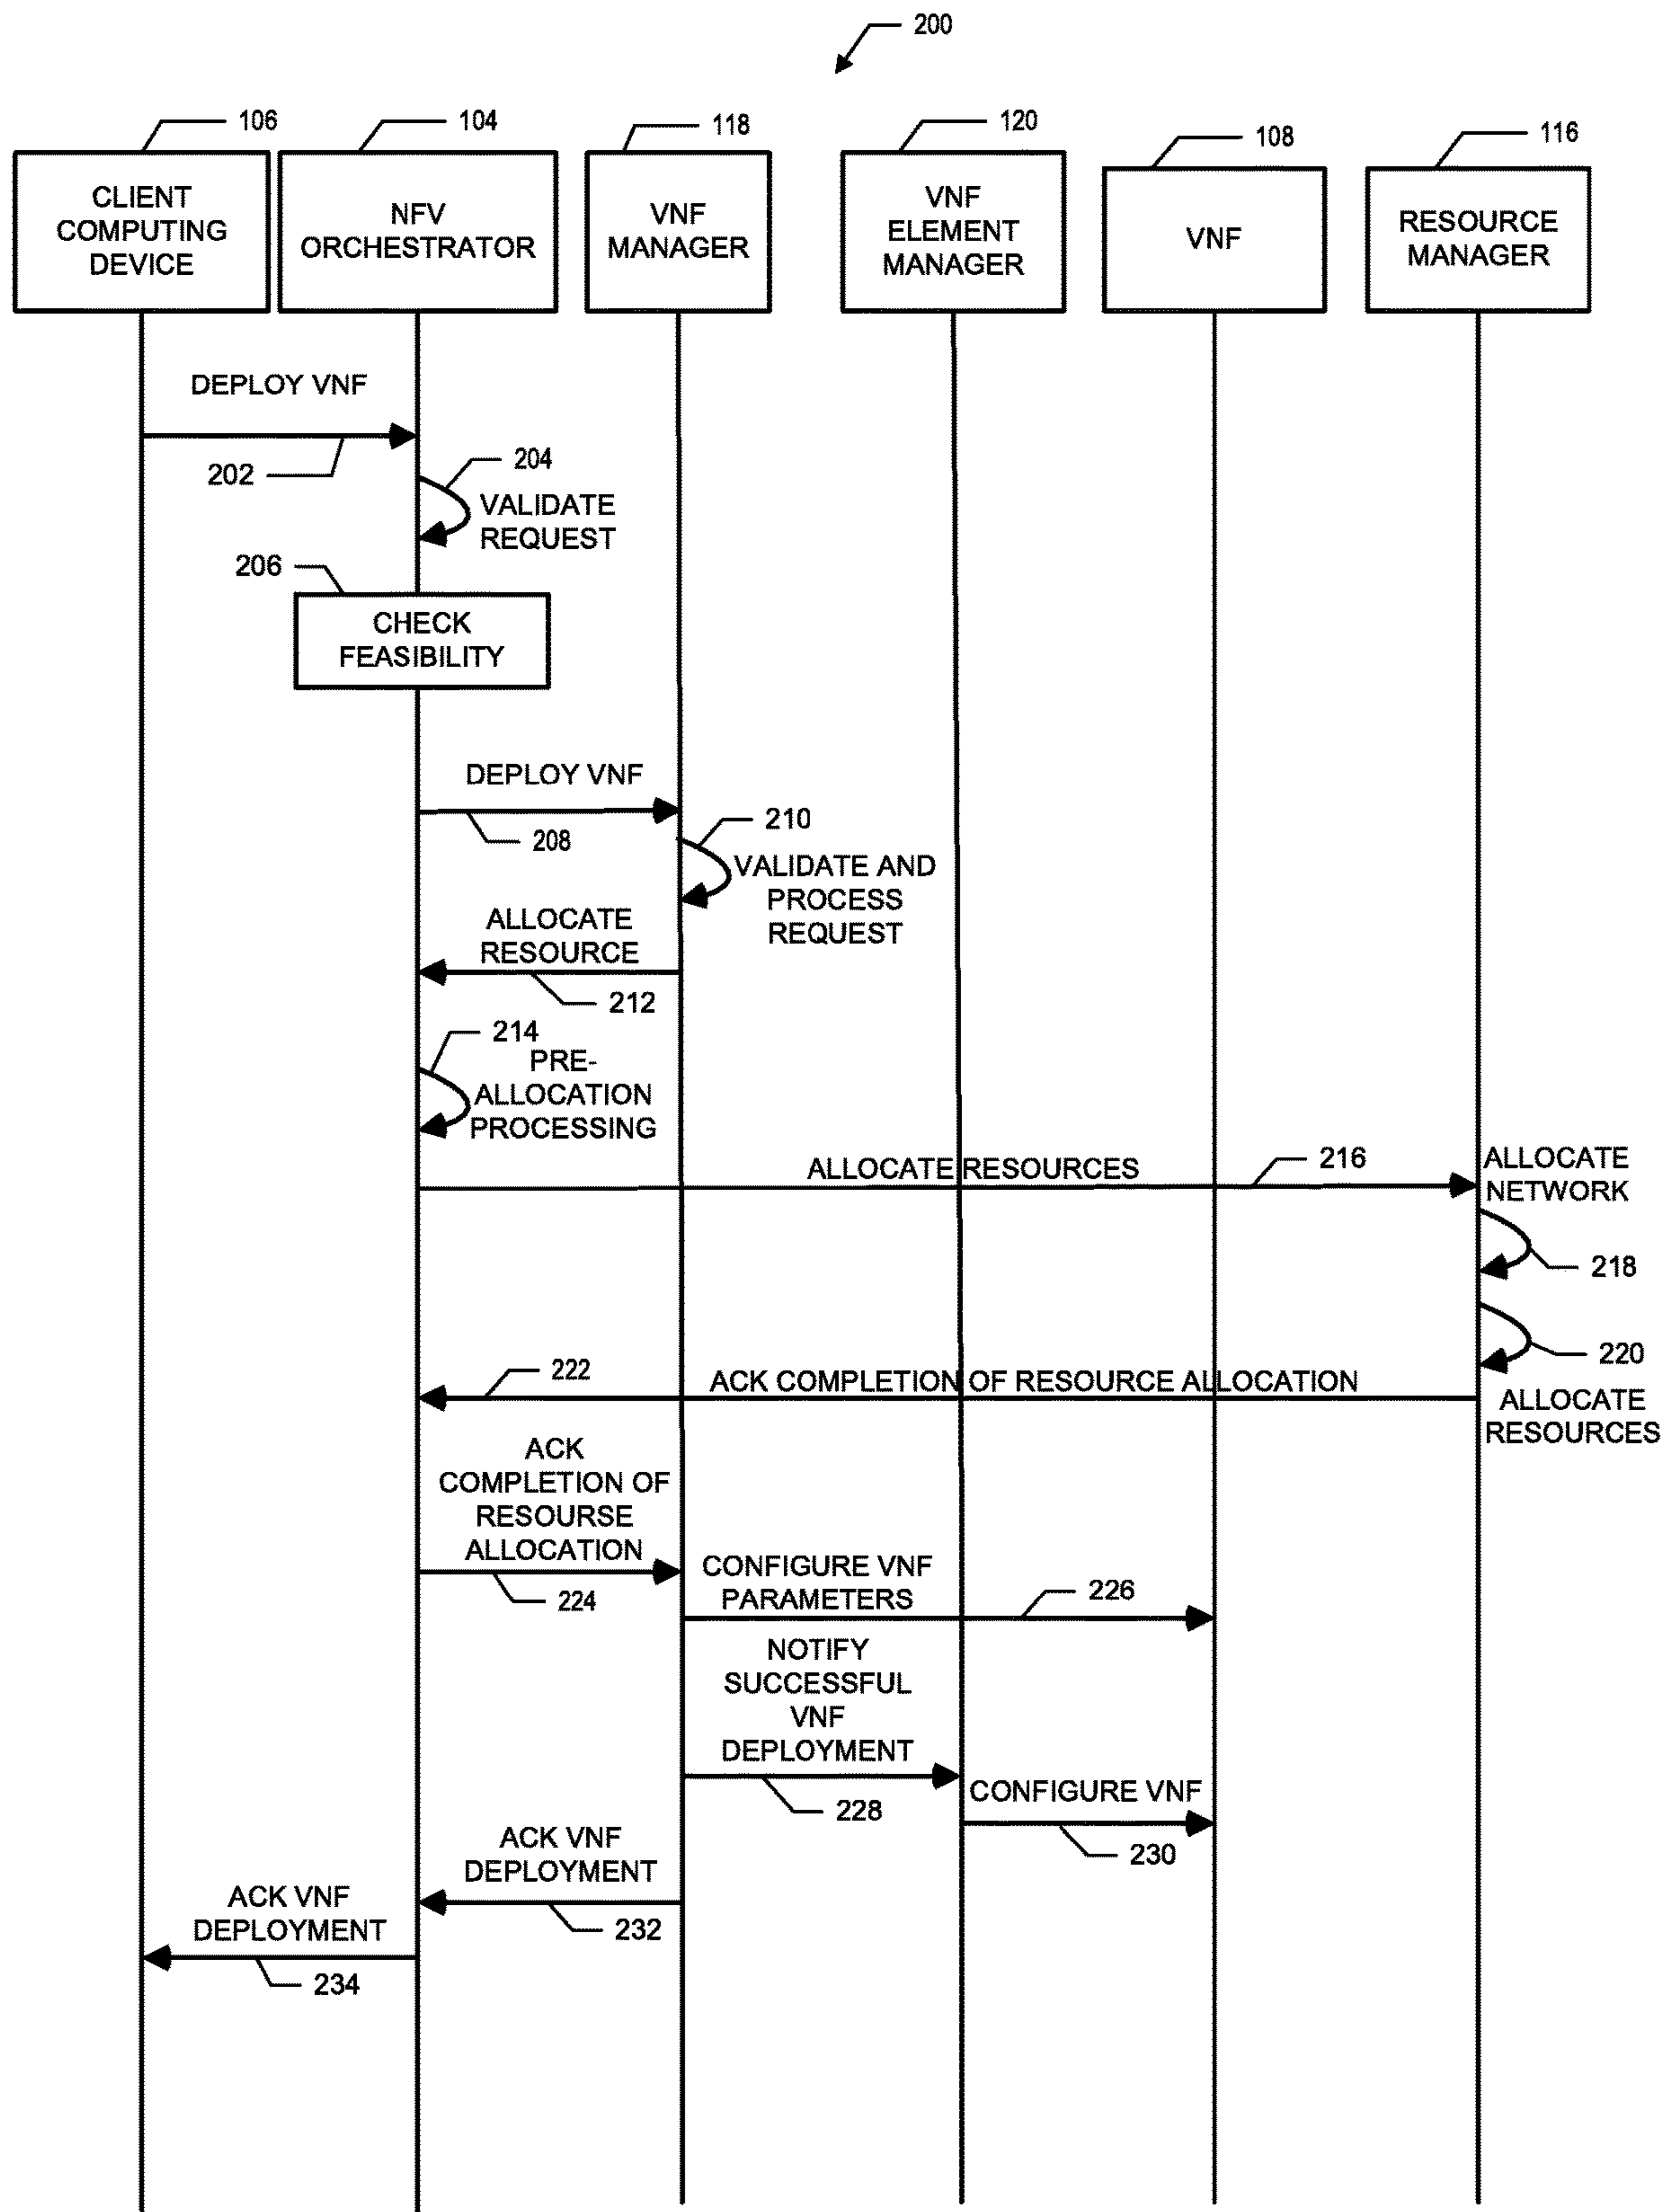 200
106
104
118
120
108
116
CLIENT
COMPUTING
DEVICE
NFV
ORCHESTRATOR
VNF
MANAGER
VNF
ELEMENT
MANAGER
VNF
RESOURCE
MANAGER
DEPLOY VNF
202
204
VALIDATE
REQUEST
206
CHECK
FEASIBILITY
DEPLOY VNF
208
210
VALIDATE AND
PROCESS
REQUEST
ALLOCATE
RESOURCE
212
214
PRE-
ALLOCATION
PROCESSING
ALLOCATE RESOURCES
216
ALLOCATE
NETWORK
218
220
ALLOCATE
RESOURCES
222
ACK COMPLETION OF RESOURCE ALLOCATION
ACK
COMPLETION OF
RESOURSE
ALLOCATION
224
CONFIGURE VNF
PARAMETERS
226
NOTIFY
SUCCESSFUL
VNF
DEPLOYMENT
228
CONFIGURE VNF
230
ACK VNF
DEPLOYMENT
232
ACK VNF
DEPLOYMENT
234